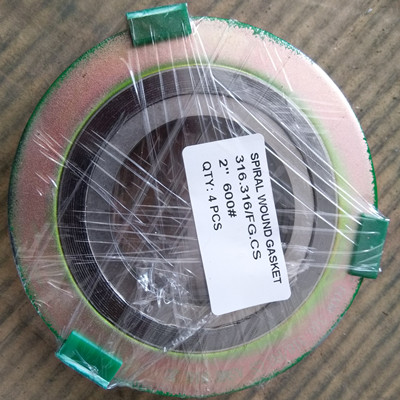 SPIRAL WOUND GASKET
316.316/FG.CS
2" 600#
QTY: 4 PCS